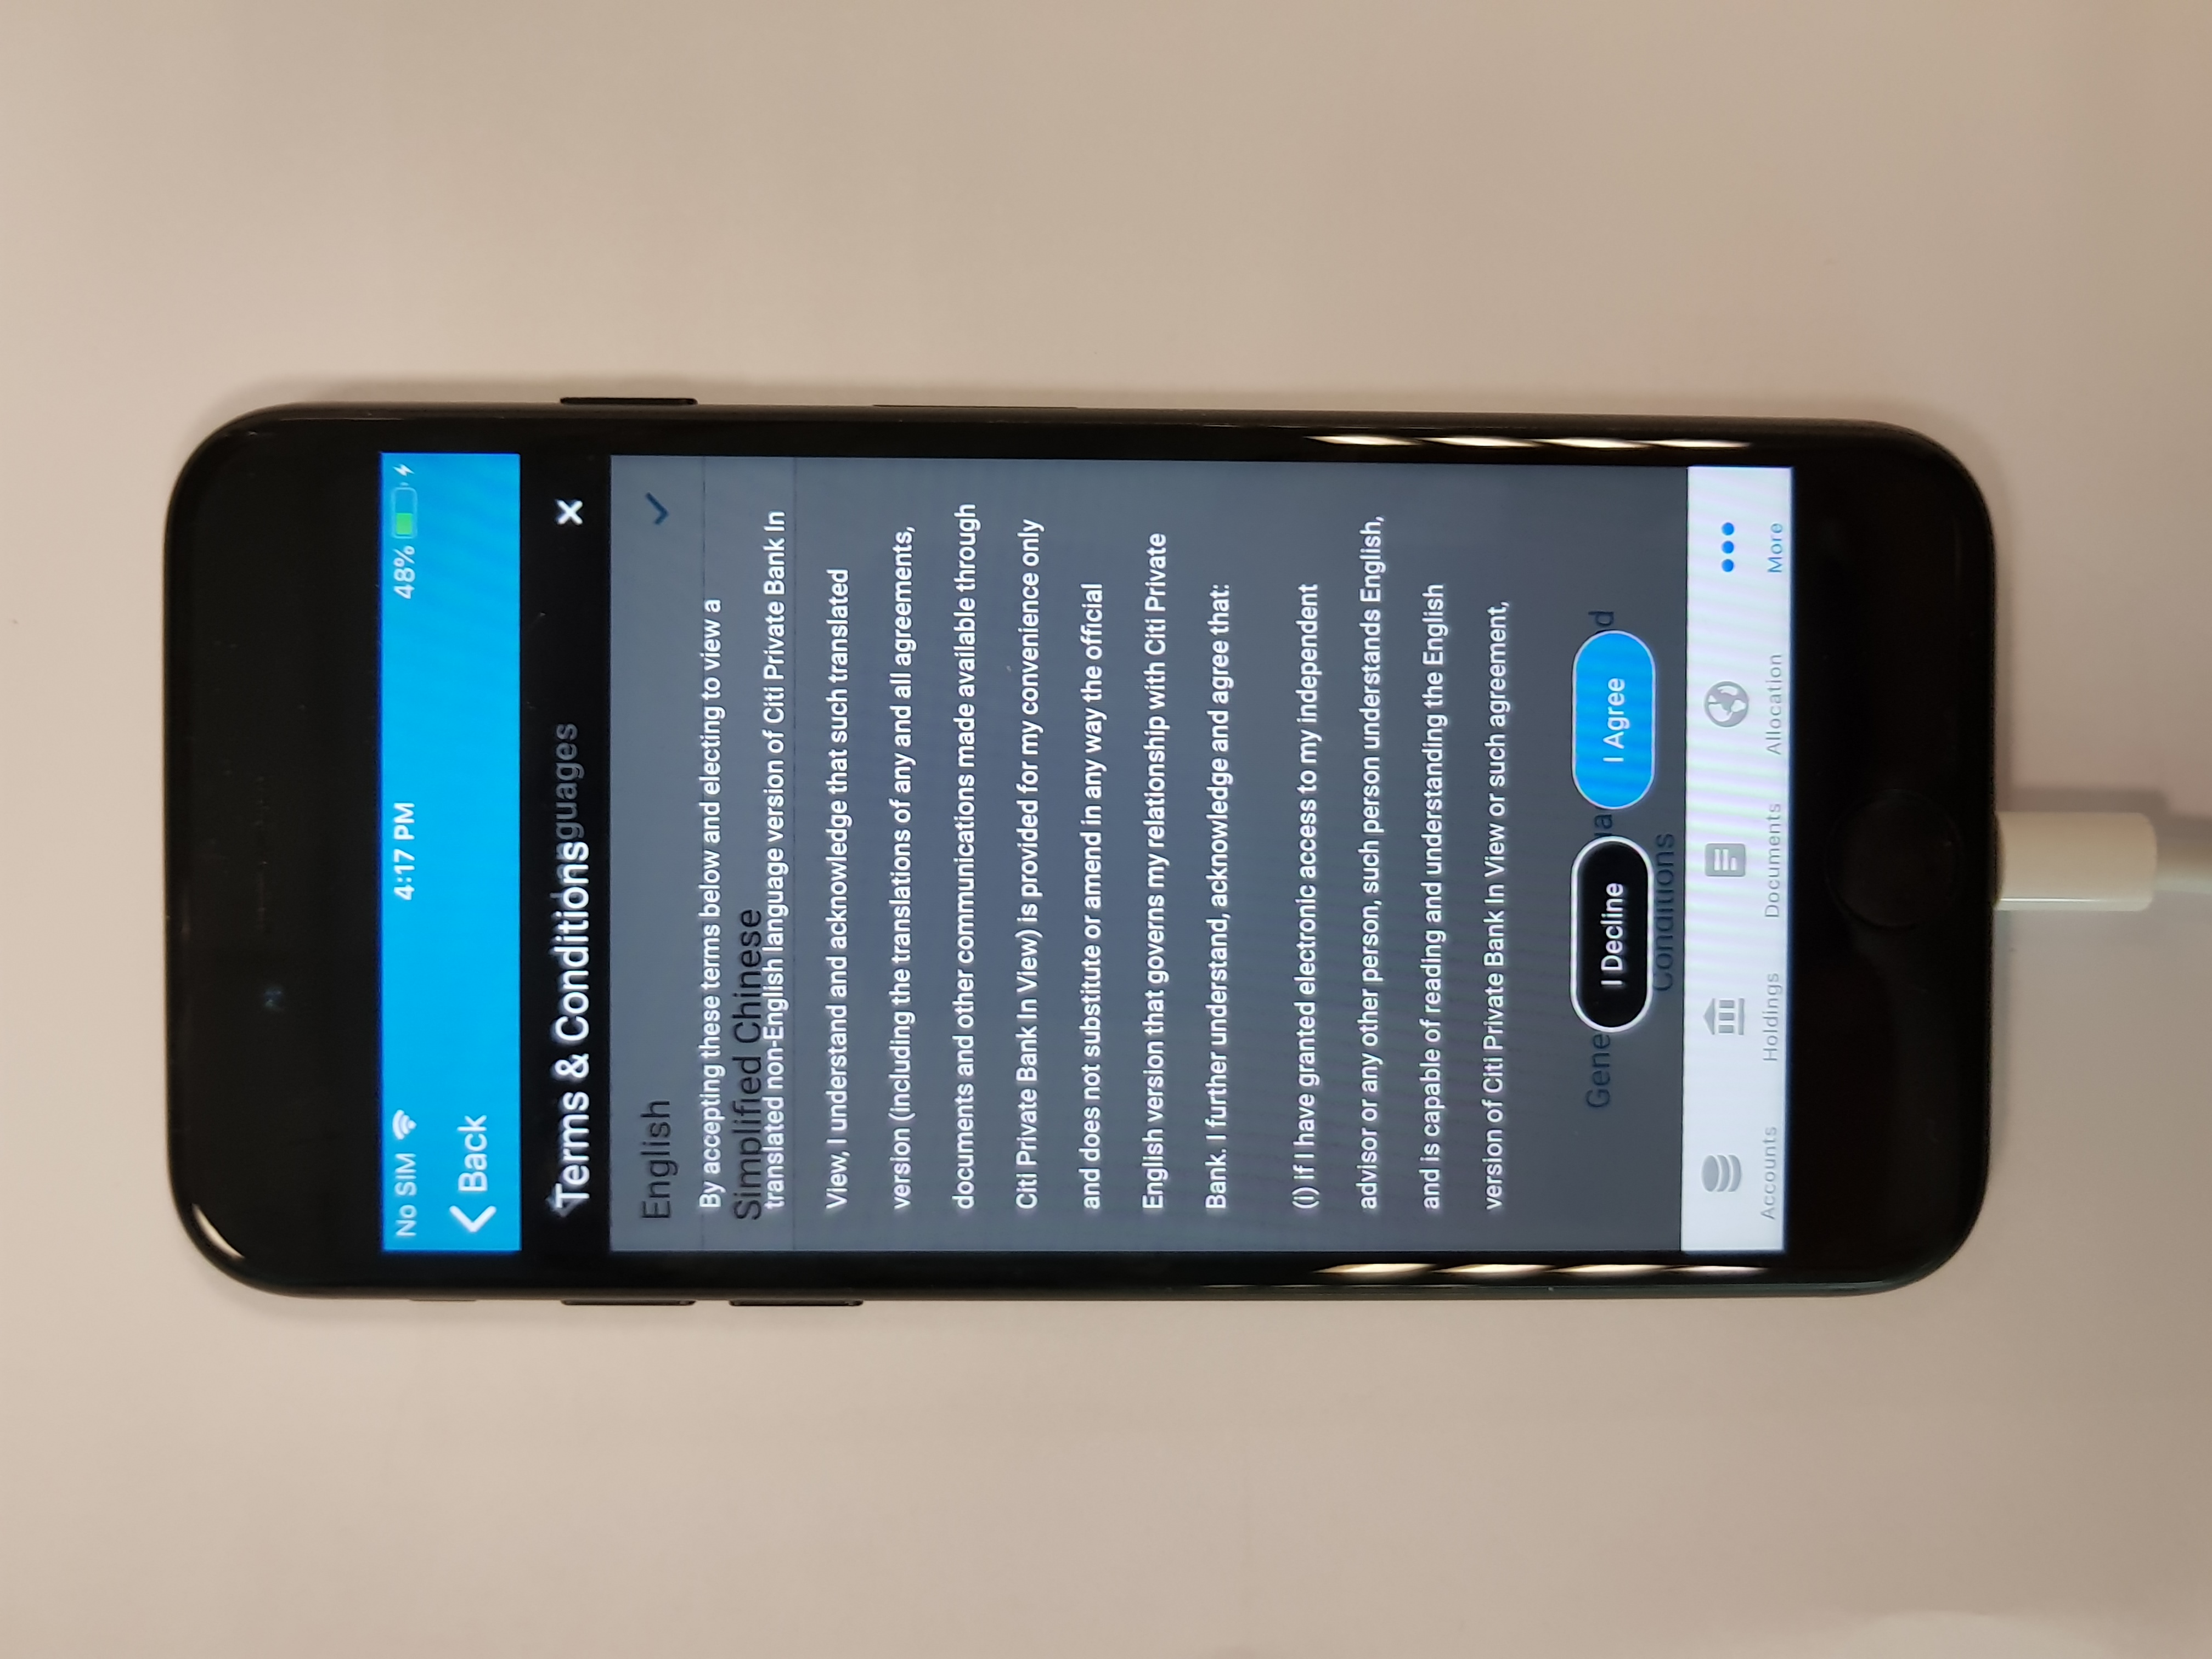 No SIM 4:17 PM 48%
Back
Terms & Conditions guages
English
By accepting these terms below and electing to view a
Simplified Chinese
translated non-English language version of Citi Private Bank In
View, I understand and acknowledge that such translated
version (including the translations of any and all agreements,
documents and other communications made available through
Citi Private Bank In View) is provided for my convenience only
and does not substitute or amend in any way the official
English version that governs my relationship with Citi Private
Bank. I further understand, acknowledge and agree that:
(i) if I have granted electronic access to my independent
advisor or any other person, such person understands English,
and is capable of reading and understanding the English
version of Citi Private Bank In View or such agreement,
I Decline I Agree
Conditions
Accounts Holdings Documents Allocation More